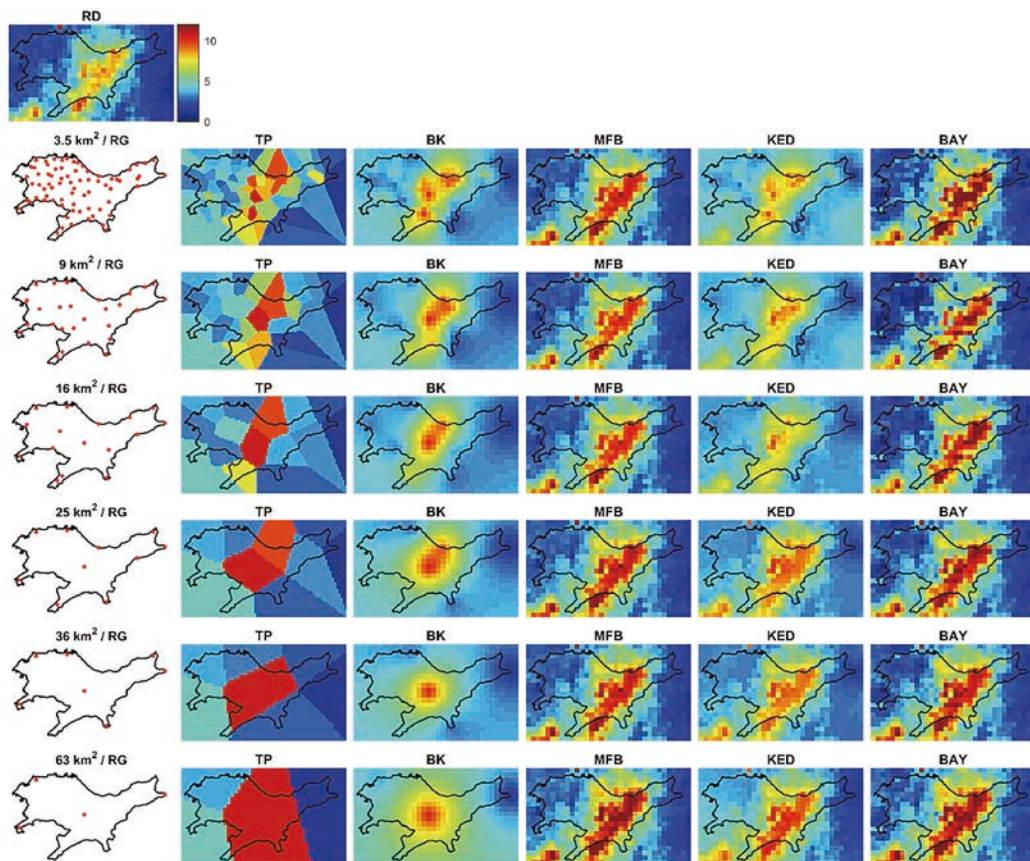 RD
10
5
0
3.5 km² / RG
TP
BK
MFB
KED
BAY
9 km² / RG
TP
BK
MFB
KED
BAY
16 km² / RG
TP
BK
MFB
KED
BAY
25 km² / RG
TP
BK
MFB
KED
BAY
36 km² / RG
TP
BK
MFB
KED
BAY
63 km² / RG
TP
BK
MFB
KED
BAY